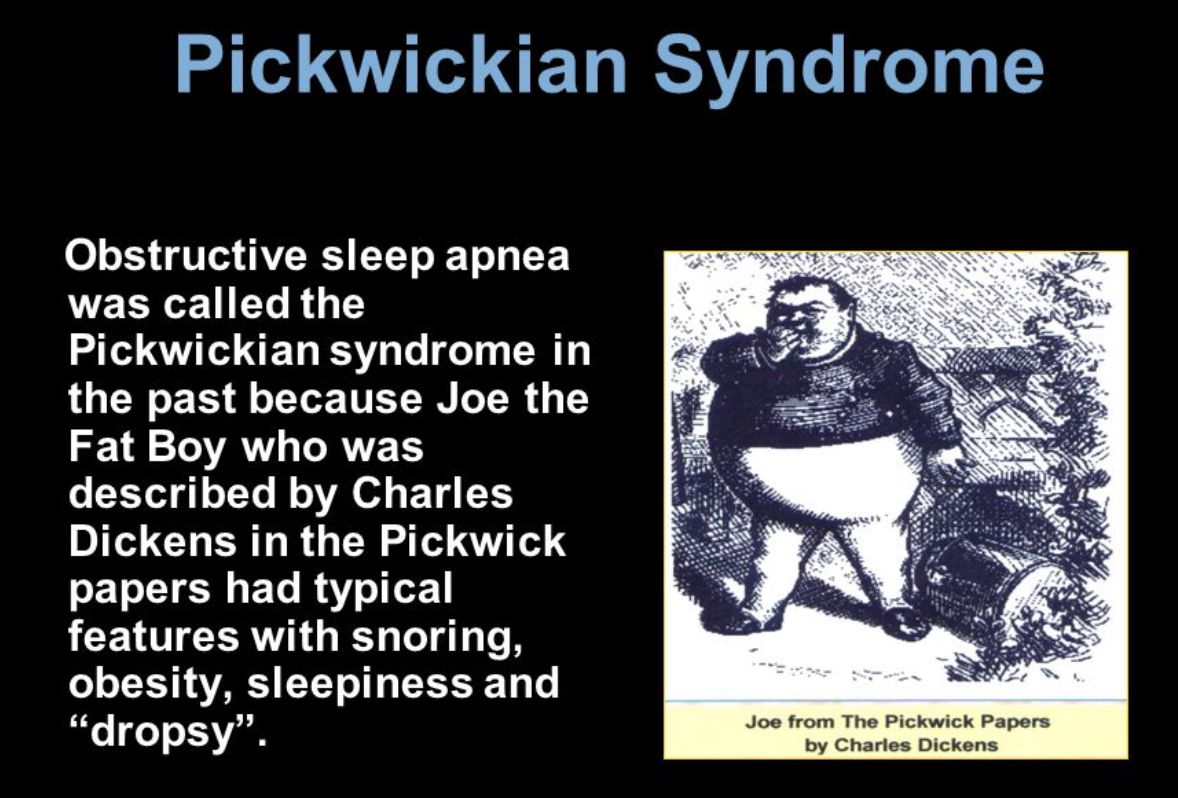 Pickwickian Syndrome
Obstructive sleep apnea
was called the
Pickwickian syndrome in
the past because Joe the
Fat Boy who was
described by Charles
Dickens in the Pickwick
papers had typical
features with snoring,
obesity, sleepiness and
“dropsy”.
Joe from The Pickwick Papers
by Charles Dickens